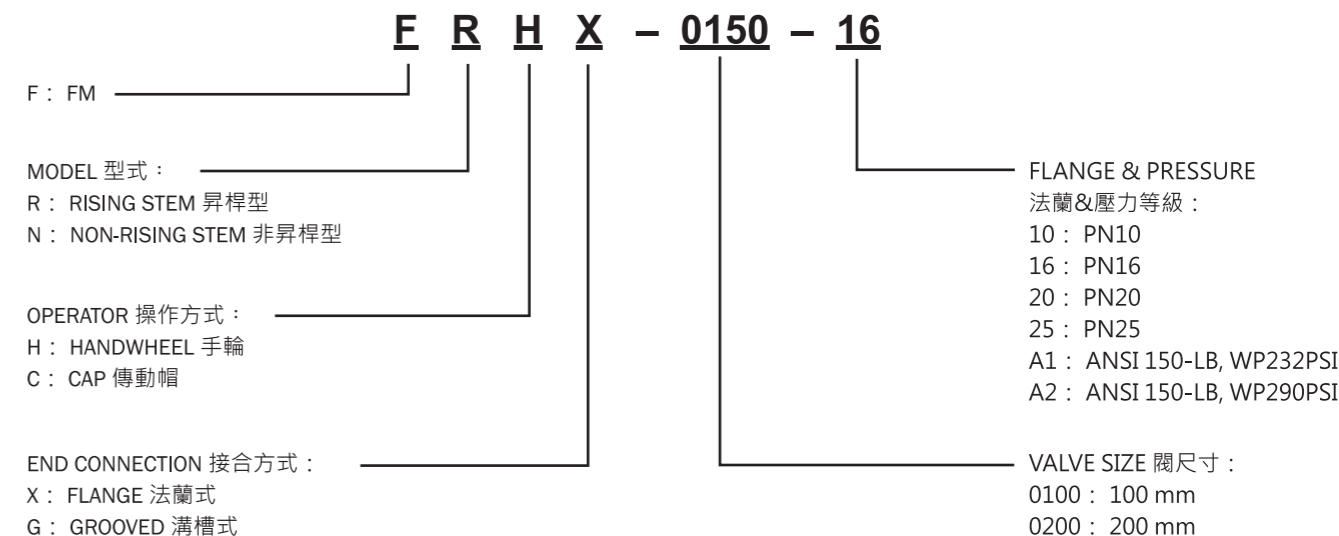 F R H X – 0150 – 16
F： FM
MODEL 型式：
R： RISING STEM 昇桿型
N： NON-RISING STEM 非昇桿型
OPERATOR 操作方式：
H： HANDWHEEL 手輪
C： CAP 傳動帽
END CONNECTION 接合方式：
X： FLANGE 法蘭式
G： GROOVED 溝槽式
FLANGE & PRESSURE
法蘭&壓力等級：
10： PN10
16： PN16
20： PN20
25： PN25
A1： ANSI 150-LB, WP232PSI
A2： ANSI 150-LB, WP290PSI
VALVE SIZE 閥尺寸：
0100： 100 mm
0200： 200 mm